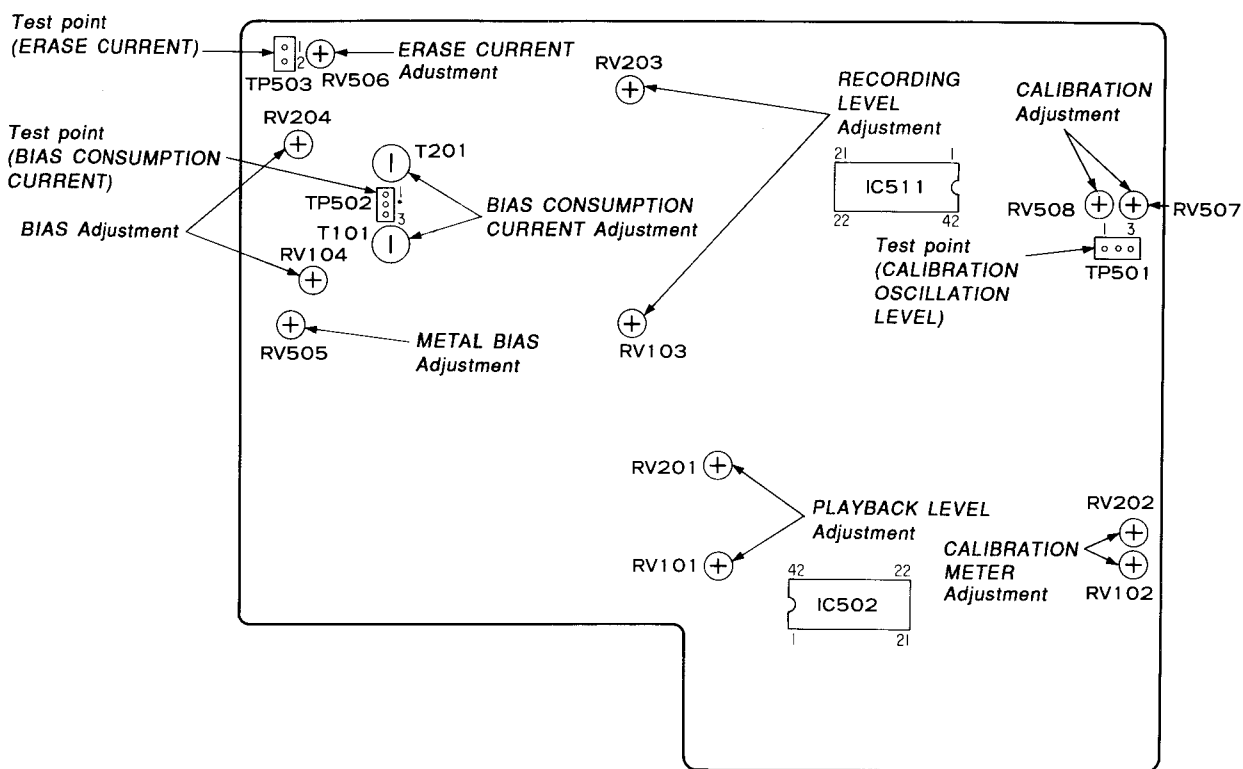 Test point
(ERASE CURRENT)
1
2
TP503
RV506
ERASE CURRENT
Adustment
RV203
RECORDING
LEVEL
Adjustment
CALIBRATION
Adjustment
Test point
(BIAS CONSUMPTION
CURRENT)
RV204
T201
TP502
1
3
T101
BIAS CONSUMPTION
CURRENT Adjustment
BIAS Adjustment
RV104
RV505
METAL BIAS
Adjustment
RV103
21
1
IC511
22
42
RV508
RV507
1
3
TP501
Test point
(CALIBRATION
OSCILLATION
LEVEL)
RV201
PLAYBACK LEVEL
Adjustment
RV101
RV202
CALIBRATION
METER
Adjustment
RV102
42
22
IC502
1
21